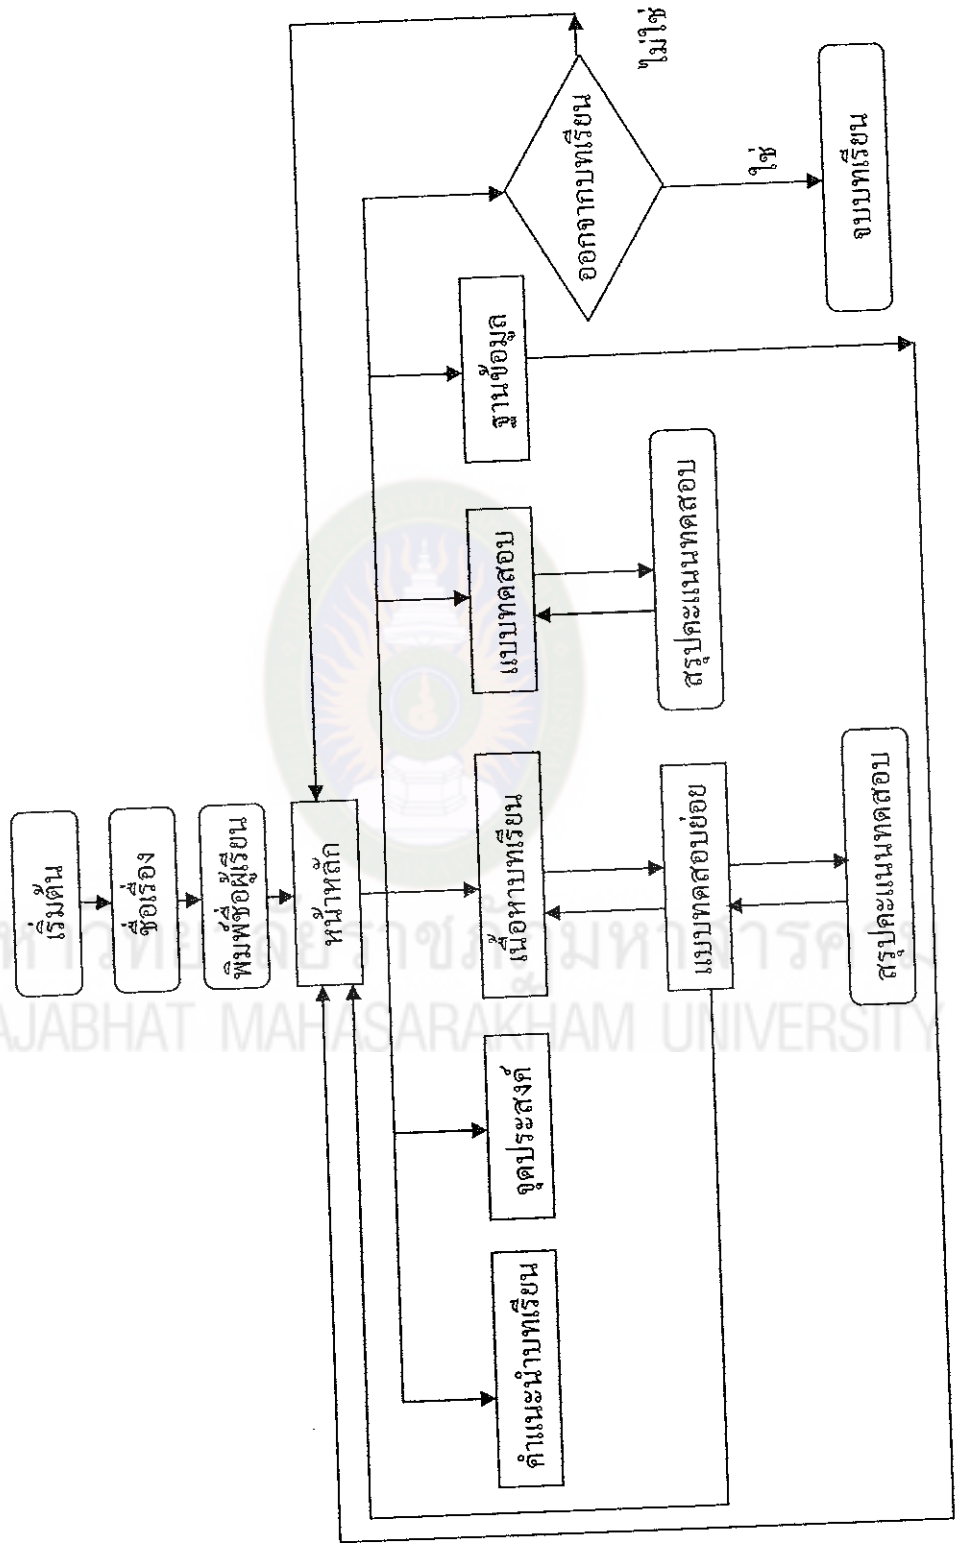 เริ่มต้น
ชื่อเรื่อง
พิมพ์ชื่อผู้เรียน
หน้าหลัก
คำแนะนำบทเรียน
จุดประสงค์
เนื้อหาบทเรียน
แบบทดสอบ
ฐานข้อมูล
ออกจากบทเรียน
ไม่ใช่
ใช่
แบบทดสอบย่อย
สรุปคะแนนทดสอบ
จบบทเรียน
สรุปคะแนนทดสอบ
RAJABHAT MAHASARAKHAM UNIVERSITY